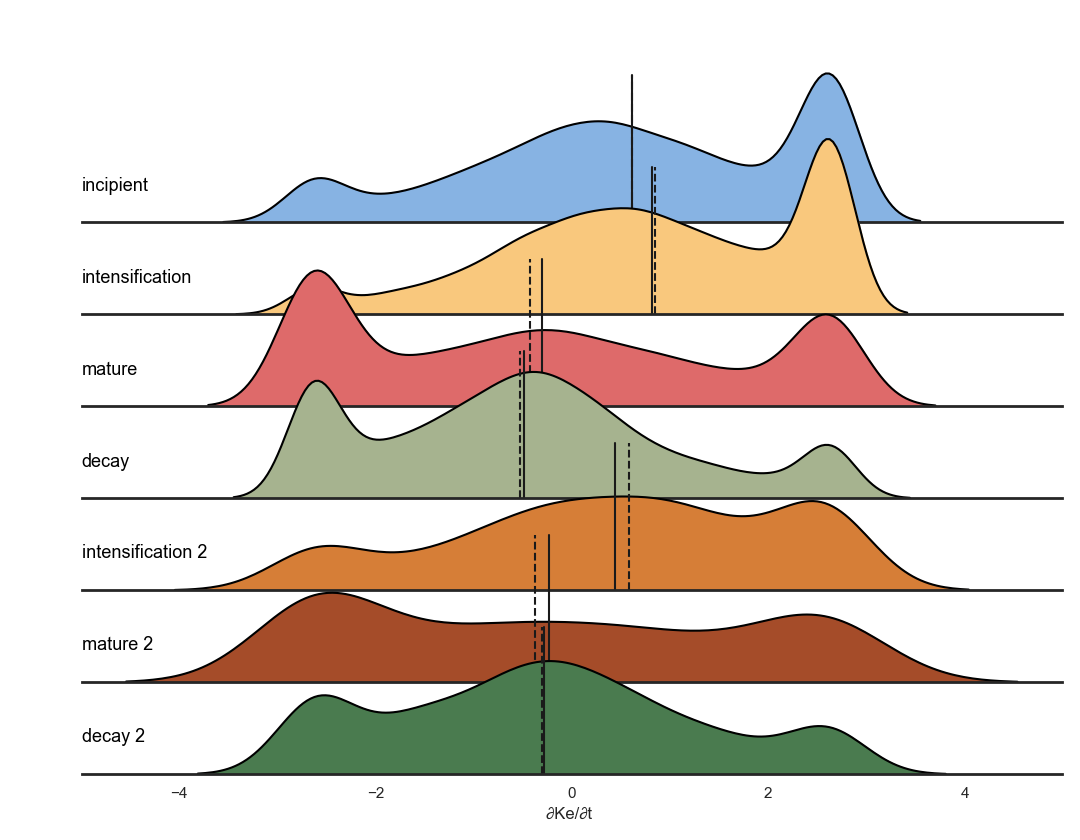 incipient
intensification
mature
decay
intensification 2
mature 2
decay 2
−4 −2 0 2 4
∂Ke/∂t